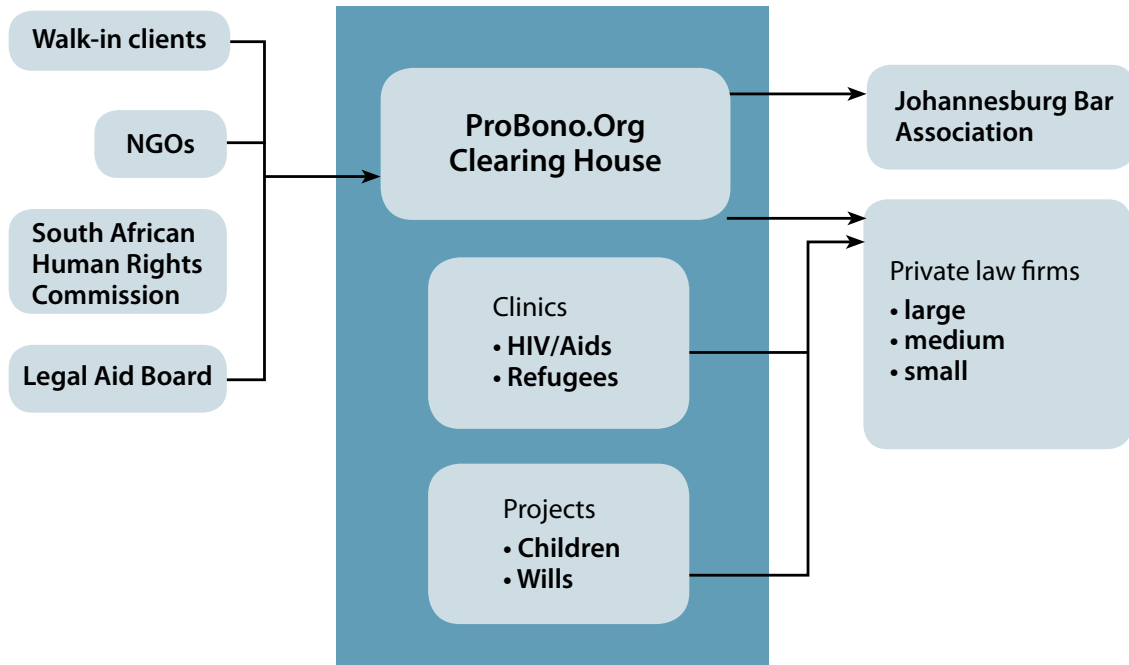 Walk-in clients
NGOs
South African
Human Rights
Commission
Legal Aid Board
ProBono.Org
Clearing House
Clinics
• HIV/Aids
• Refugees
Projects
• Children
• Wills
Johannesburg Bar
Association
Private law firms
• large
• medium
• small